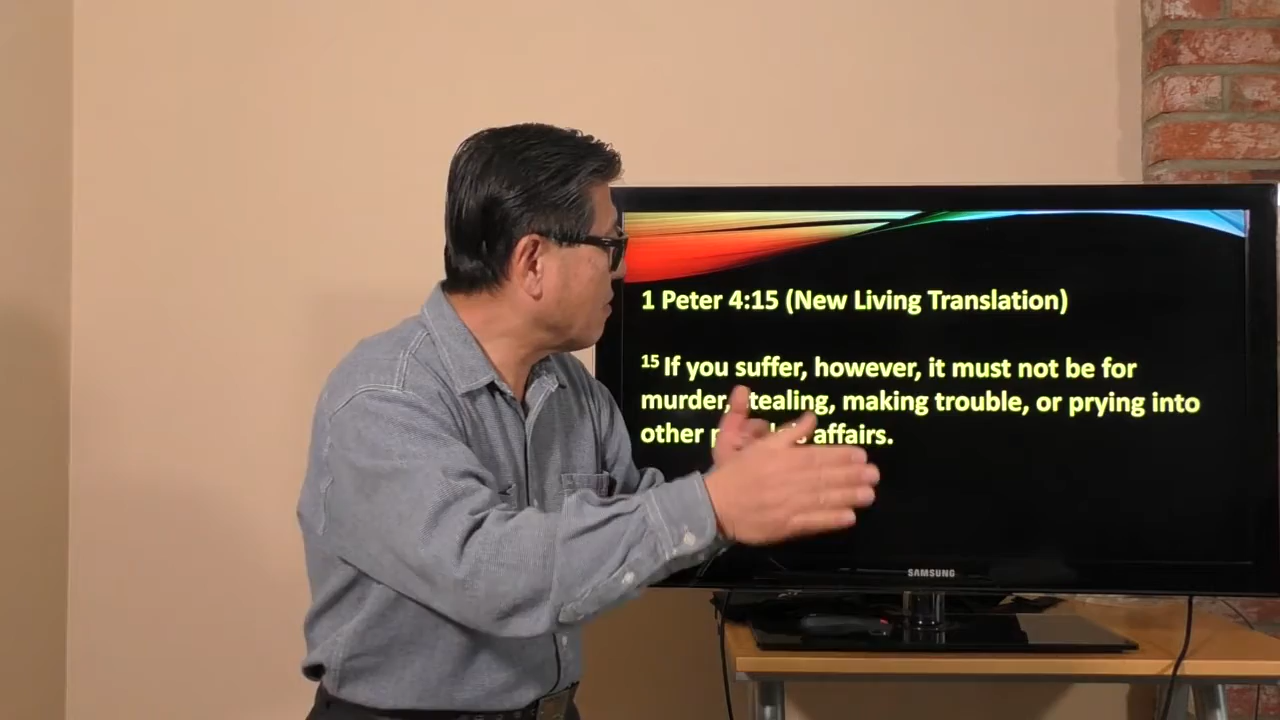 1 Peter 4:15 (New Living Translation)
15 If you suffer, however, it must not be for
murder, stealing, making trouble, or prying into
other affairs.
SAMSUNG